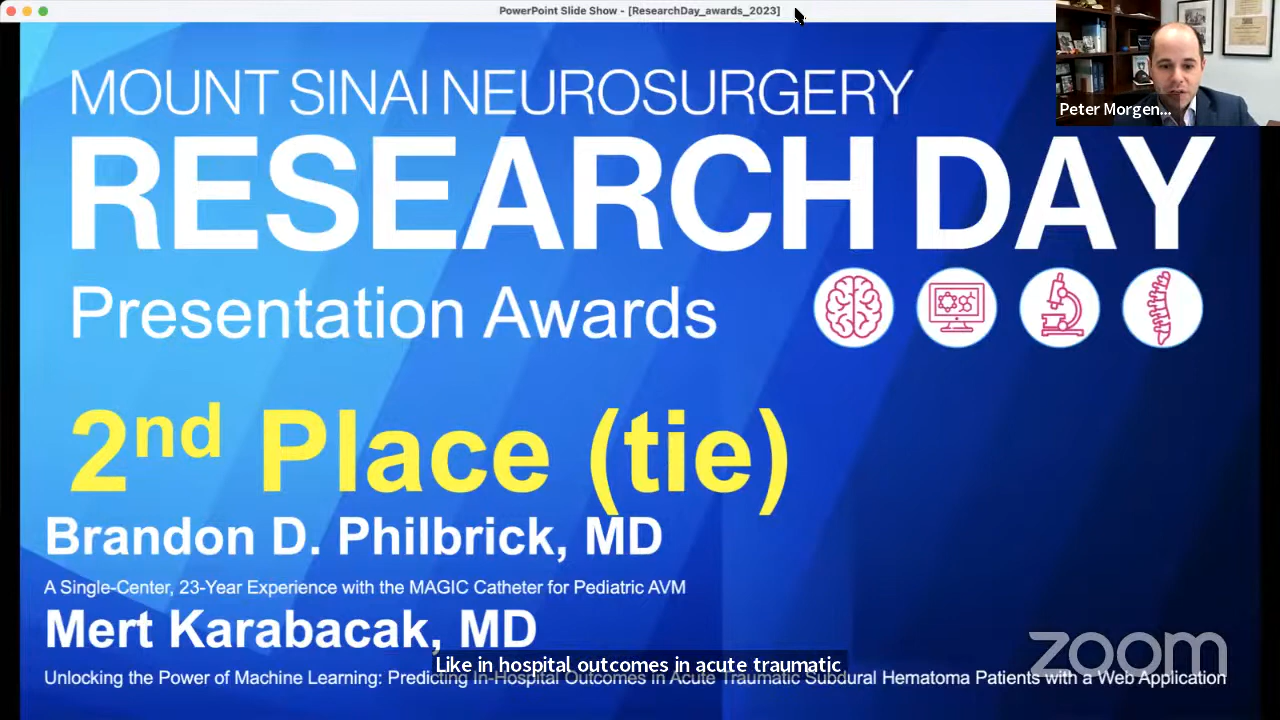 PowerPoint Slide Show - [ResearchDay_awards_2023]
Peter Morgen...
MOUNT SINAI NEUROSURGERY
RESEARCH DAY
Presentation Awards
2nd Place (tie)
Brandon D. Philbrick, MD
A Single-Center, 23-Year Experience with the MAGIC Catheter for Pediatric AVM
Mert Karabacak, MD
Like in hospital outcomes in acute traumatic
Unlocking the Power of Machine Learning: Predicting In-Hospital Outcomes in Acute Traumatic Subdural Hematoma Patients with a Web Application
zoom